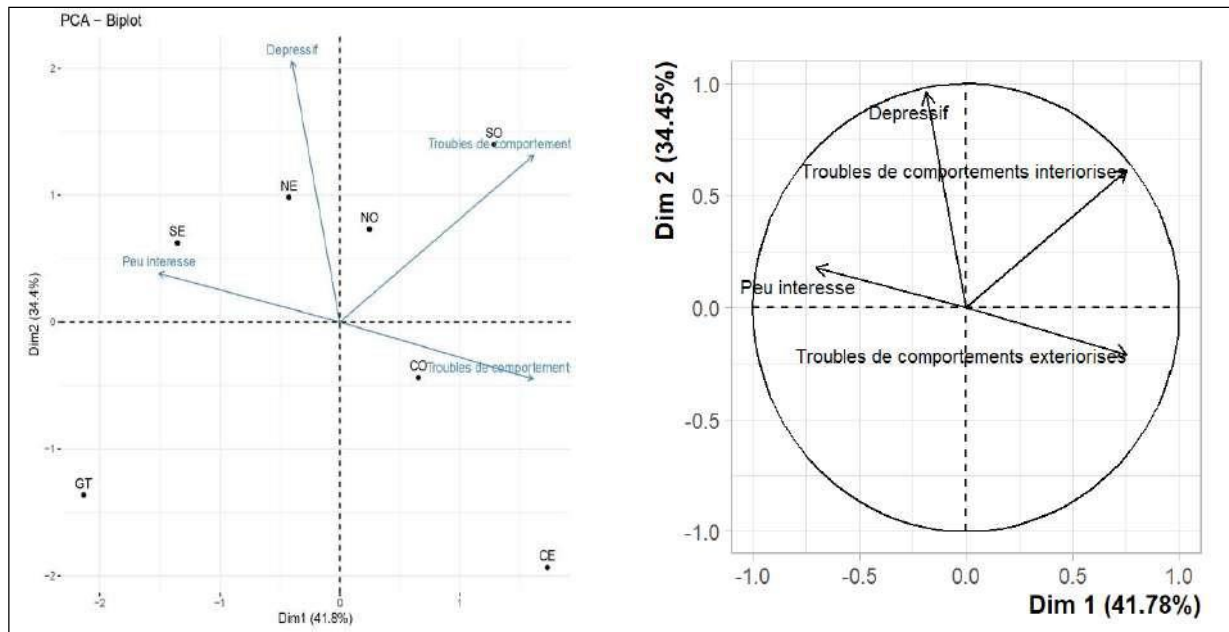 PCA - Biplot
Depressif
SO
Troubles de comportement
NE
NO
SE
Peu interesse
CO
Troubles de comportements
GT
CE
2
1
0
-1
-2
Dim2 (34.4%)
-2
-1
0
1
Dim1 (41.8%)
1.0
0.5
0.0
-0.5
-1.0
Dim 2 (34.45%)
Depressif
Troubles de comportements interiorises
Peu interesse
Troubles de comportements exteriorises
-1.0
-0.5
0.0
0.5
1.0
Dim 1 (41.78%)